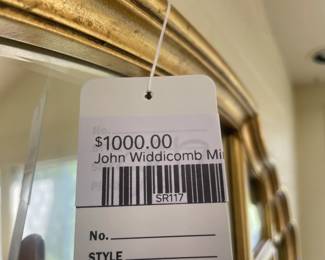 $1000.00
John Widdicomb Mi
SR117
No.
STYLE